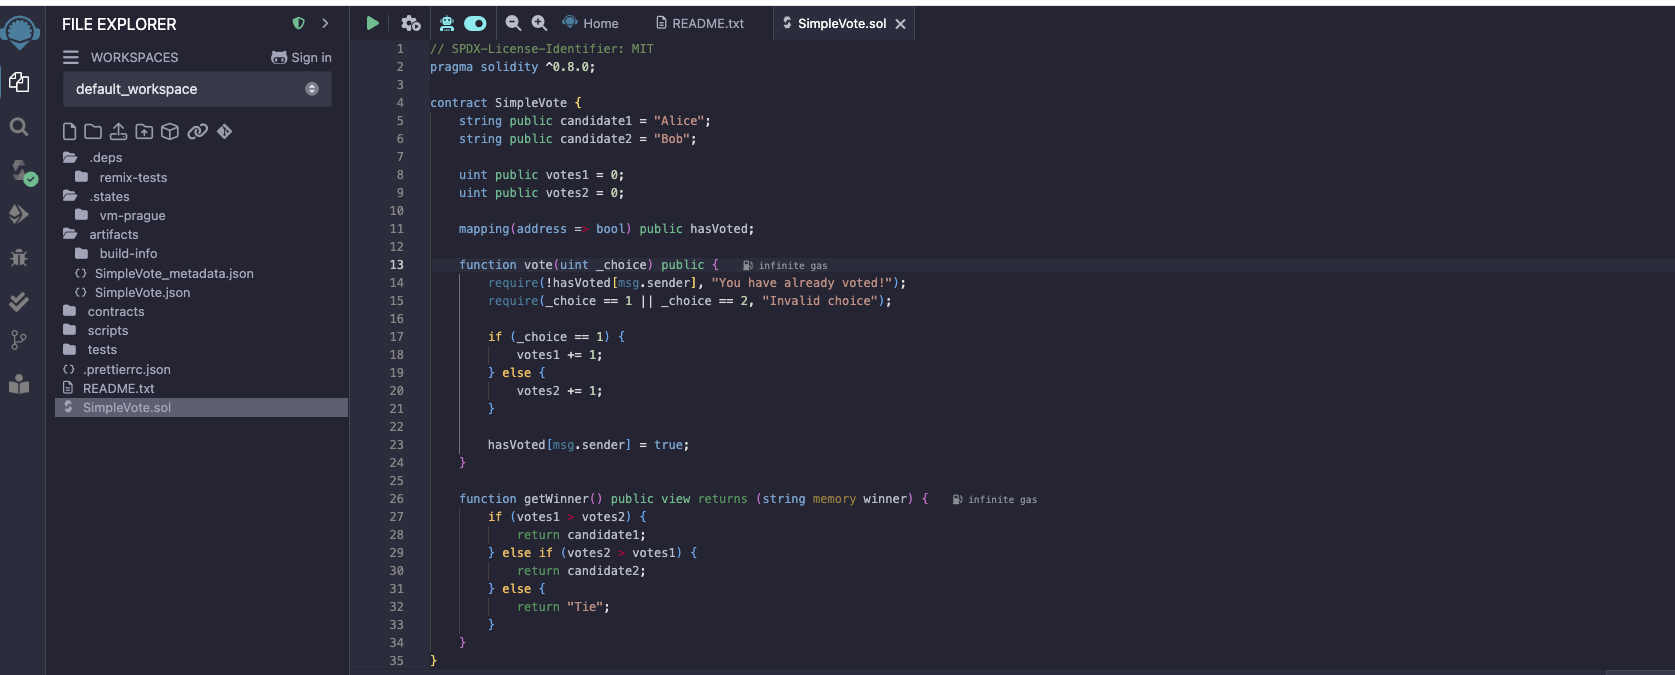 FILE EXPLORER
WORKSPACES
Sign in
default_workspace
.deps
remix-tests
.states
vm-prague
artifacts
build-info
SimpleVote_metadata.json
SimpleVote.json
contracts
scripts
tests
.prettierrc.json
README.txt
SimpleVote.sol
Home
README.txt
SimpleVote.sol
1 // SPDX-License-Identifier: MIT
2 pragma solidity ^0.8.0;
3
4 contract SimpleVote {
5     string public candidate1 = "Alice";
6     string public candidate2 = "Bob";
7
8     uint public votes1 = 0;
9     uint public votes2 = 0;
10
11     mapping(address => bool) public hasVoted;
12
13     function vote(uint _choice) public { infinite gas
14         require(!hasVoted[msg.sender], "You have already voted!");
15         require(_choice == 1 || _choice == 2, "Invalid choice");
16
17         if (_choice == 1) {
18             votes1 += 1;
19         } else {
20             votes2 += 1;
21         }
22
23         hasVoted[msg.sender] = true;
24     }
25
26     function getWinner() public view returns (string memory winner) { infinite gas
27         if (votes1 > votes2) {
28             return candidate1;
29         } else if (votes2 > votes1) {
30             return candidate2;
31         } else {
32             return "Tie";
33         }
34     }
35 }